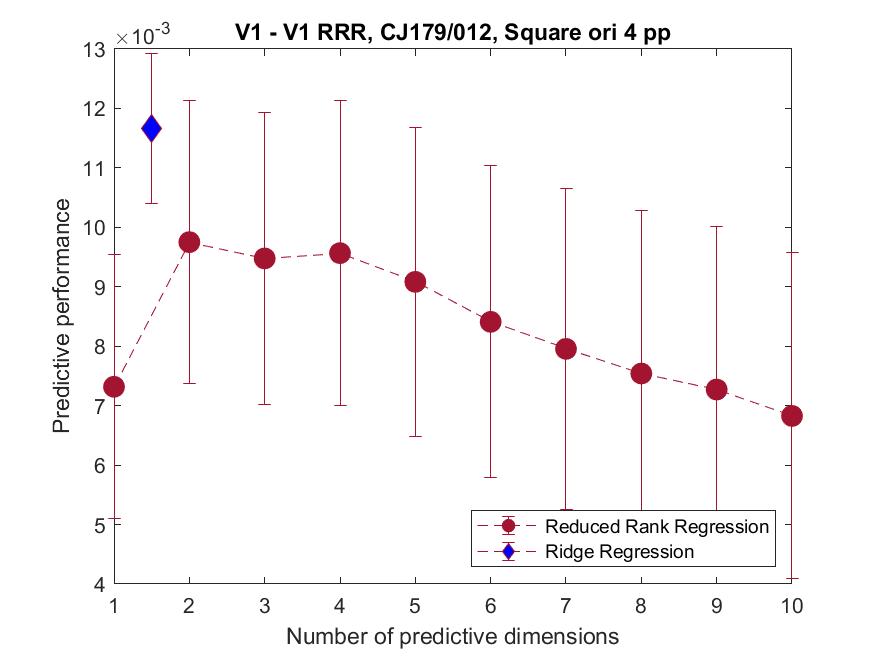 V1 - V1 RRR, CJ179/012, Square ori 4 pp
×10⁻³
13
12
11
10
9
8
7
6
5
4
Predictive performance
1 2 3 4 5 6 7 8 9 10
Number of predictive dimensions
Reduced Rank Regression
Ridge Regression